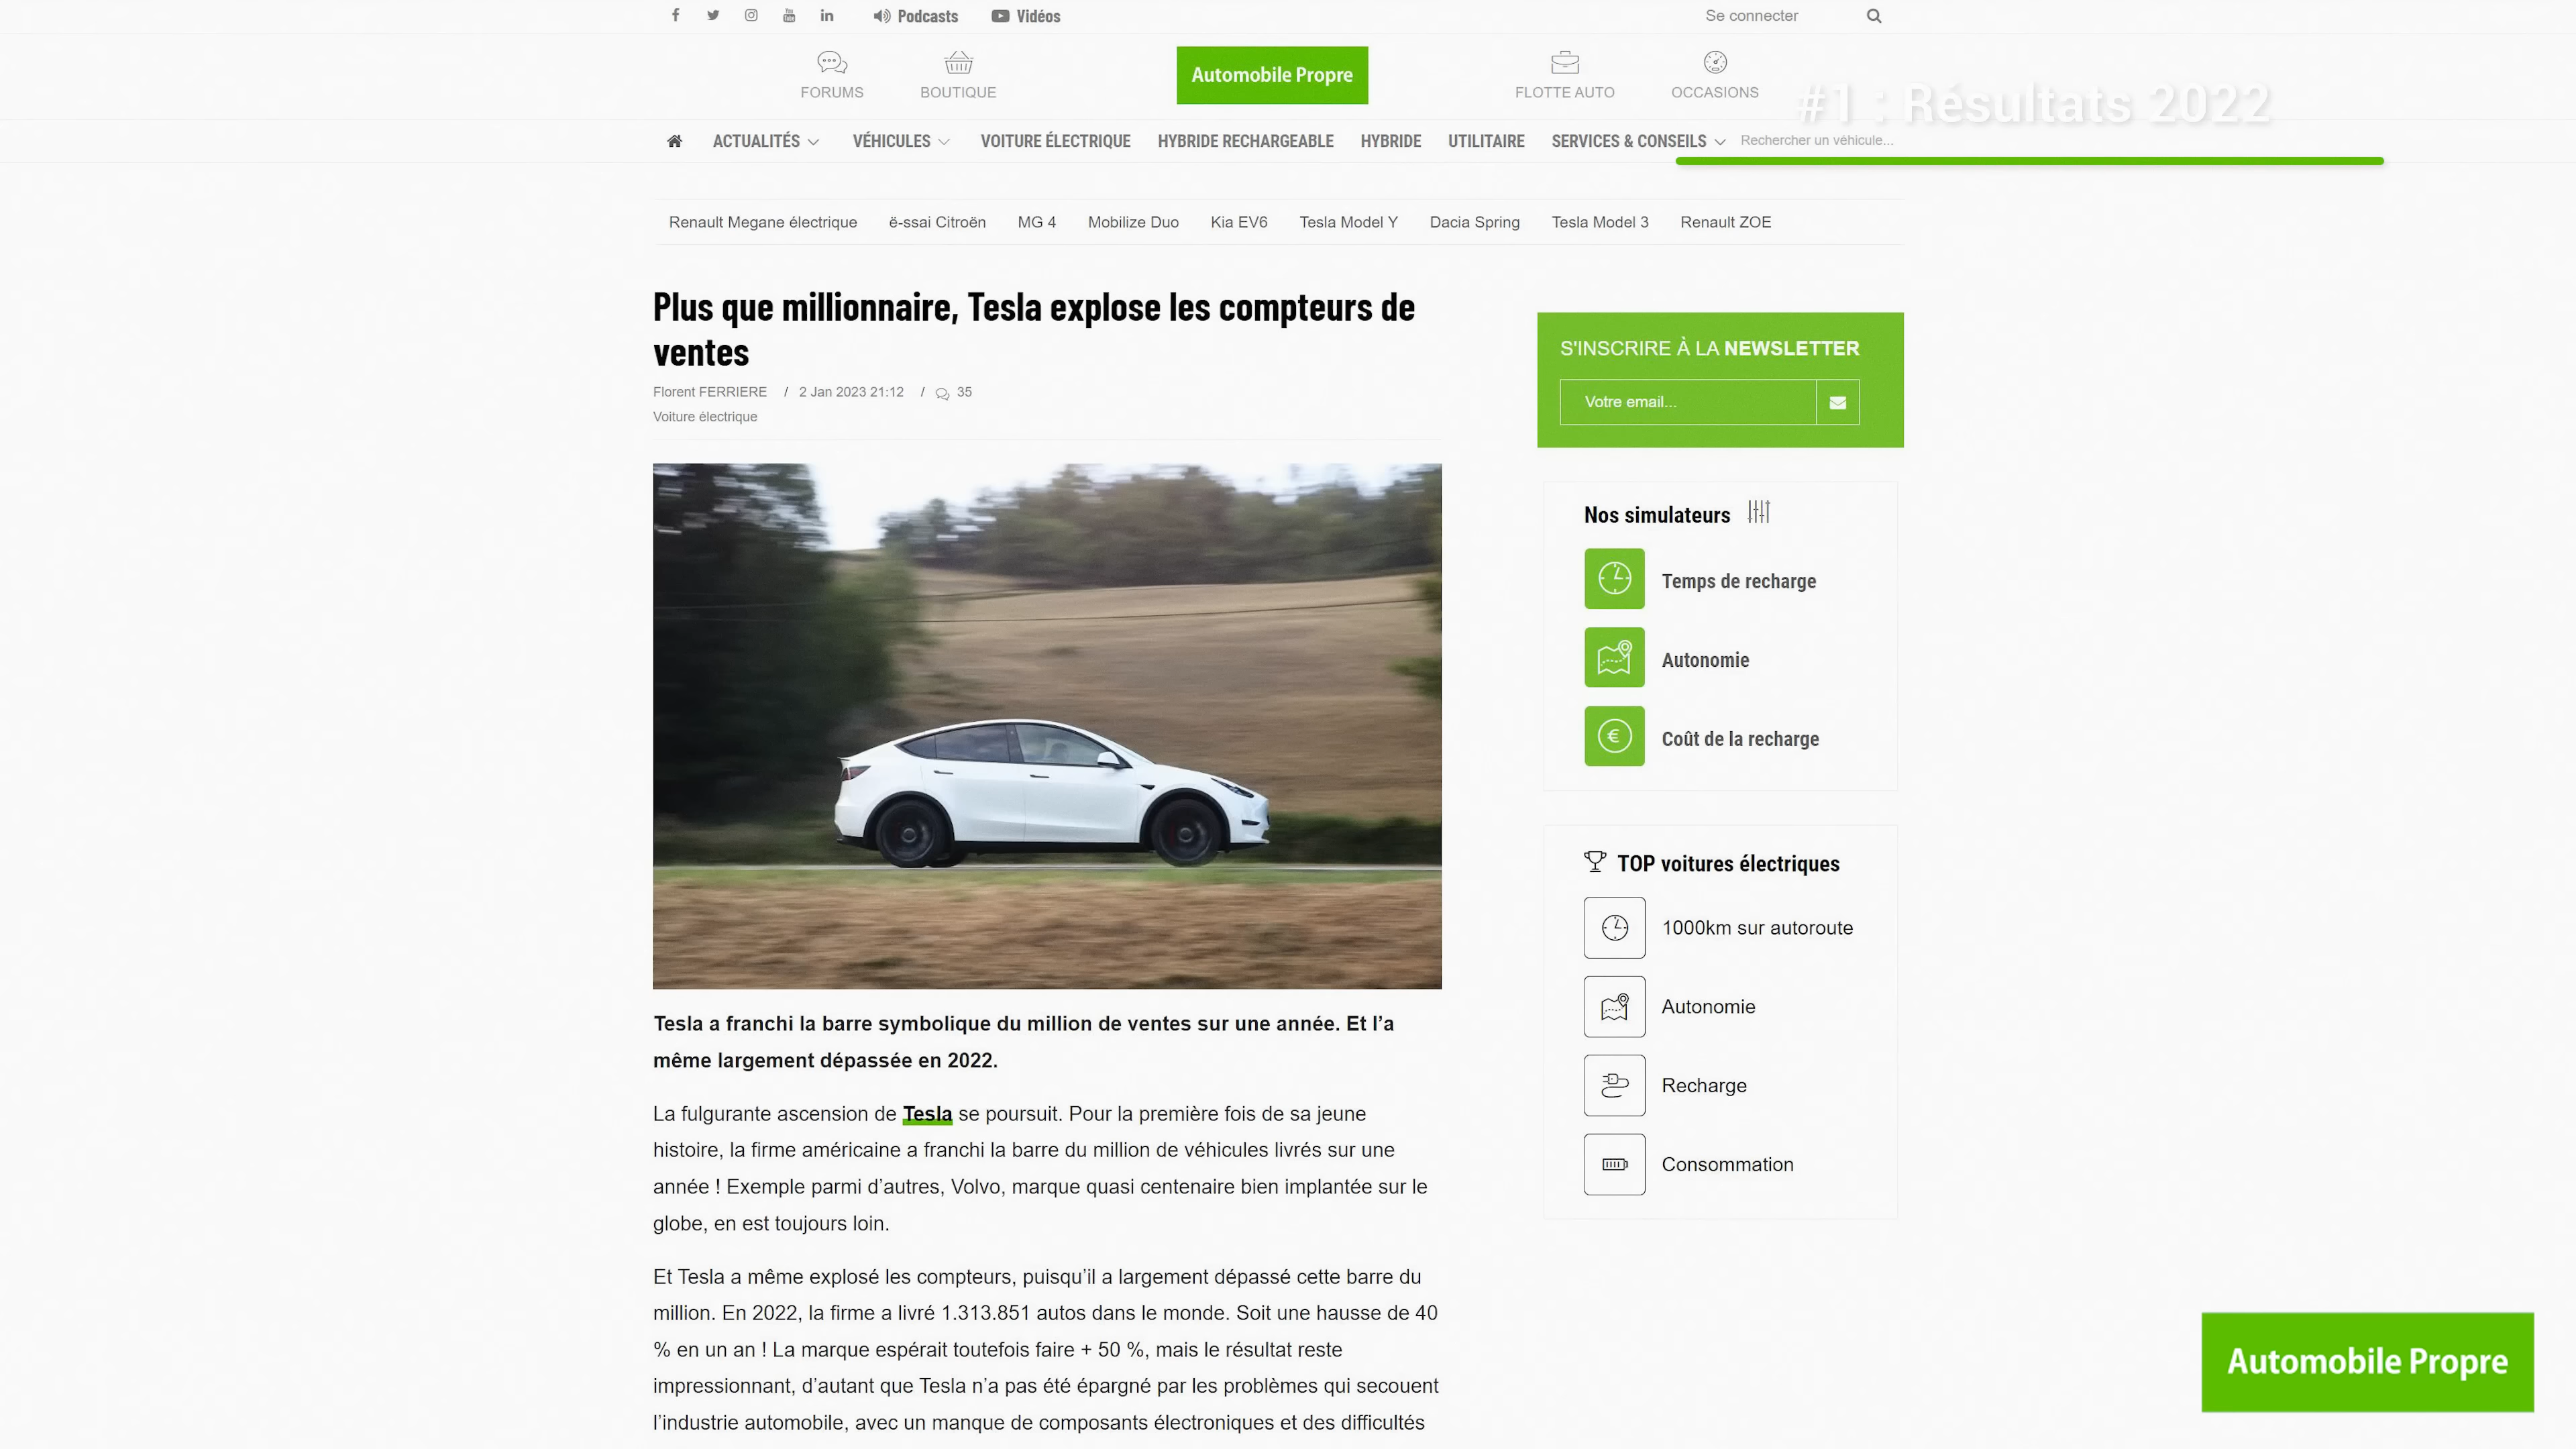 Podcasts Vidéos Se connecter
FORUMS BOUTIQUE Automobile Propre FLOTTE AUTO OCCASIONS
#1 : Résultats 2022
ACTUALITÉS VÉHICULES VOITURE ÉLECTRIQUE HYBRIDE RECHARGEABLE HYBRIDE UTILITAIRE SERVICES & CONSEILS Rechercher un véhicule...
Renault Megane électrique ë-ssai Citroën MG 4 Mobilize Duo Kia EV6 Tesla Model Y Dacia Spring Tesla Model 3 Renault ZOE
Plus que millionnaire, Tesla explose les compteurs de
ventes
Florent FERRIERE / 2 Jan 2023 21:12 / 35
Voiture électrique
Tesla a franchi la barre symbolique du million de ventes sur une année. Et l’a
même largement dépassée en 2022.
La fulgurante ascension de Tesla se poursuit. Pour la première fois de sa jeune
histoire, la firme américaine a franchi la barre du million de véhicules livrés sur une
année ! Exemple parmi d’autres, Volvo, marque quasi centenaire bien implantée sur le
globe, en est toujours loin.
Et Tesla a même explosé les compteurs, puisqu’il a largement dépassé cette barre du
million. En 2022, la firme a livré 1.313.851 autos dans le monde. Soit une hausse de 40
% en un an ! La marque espérait toutefois faire + 50 %, mais le résultat reste
impressionnant, d’autant que Tesla n’a pas été épargné par les problèmes qui secouent
l’industrie automobile, avec un manque de composants électroniques et des difficultés
S'INSCRIRE À LA NEWSLETTER
Votre email...
Nos simulateurs
Temps de recharge
Autonomie
Coût de la recharge
TOP voitures électriques
1000km sur autoroute
Autonomie
Recharge
Consommation
Automobile Propre